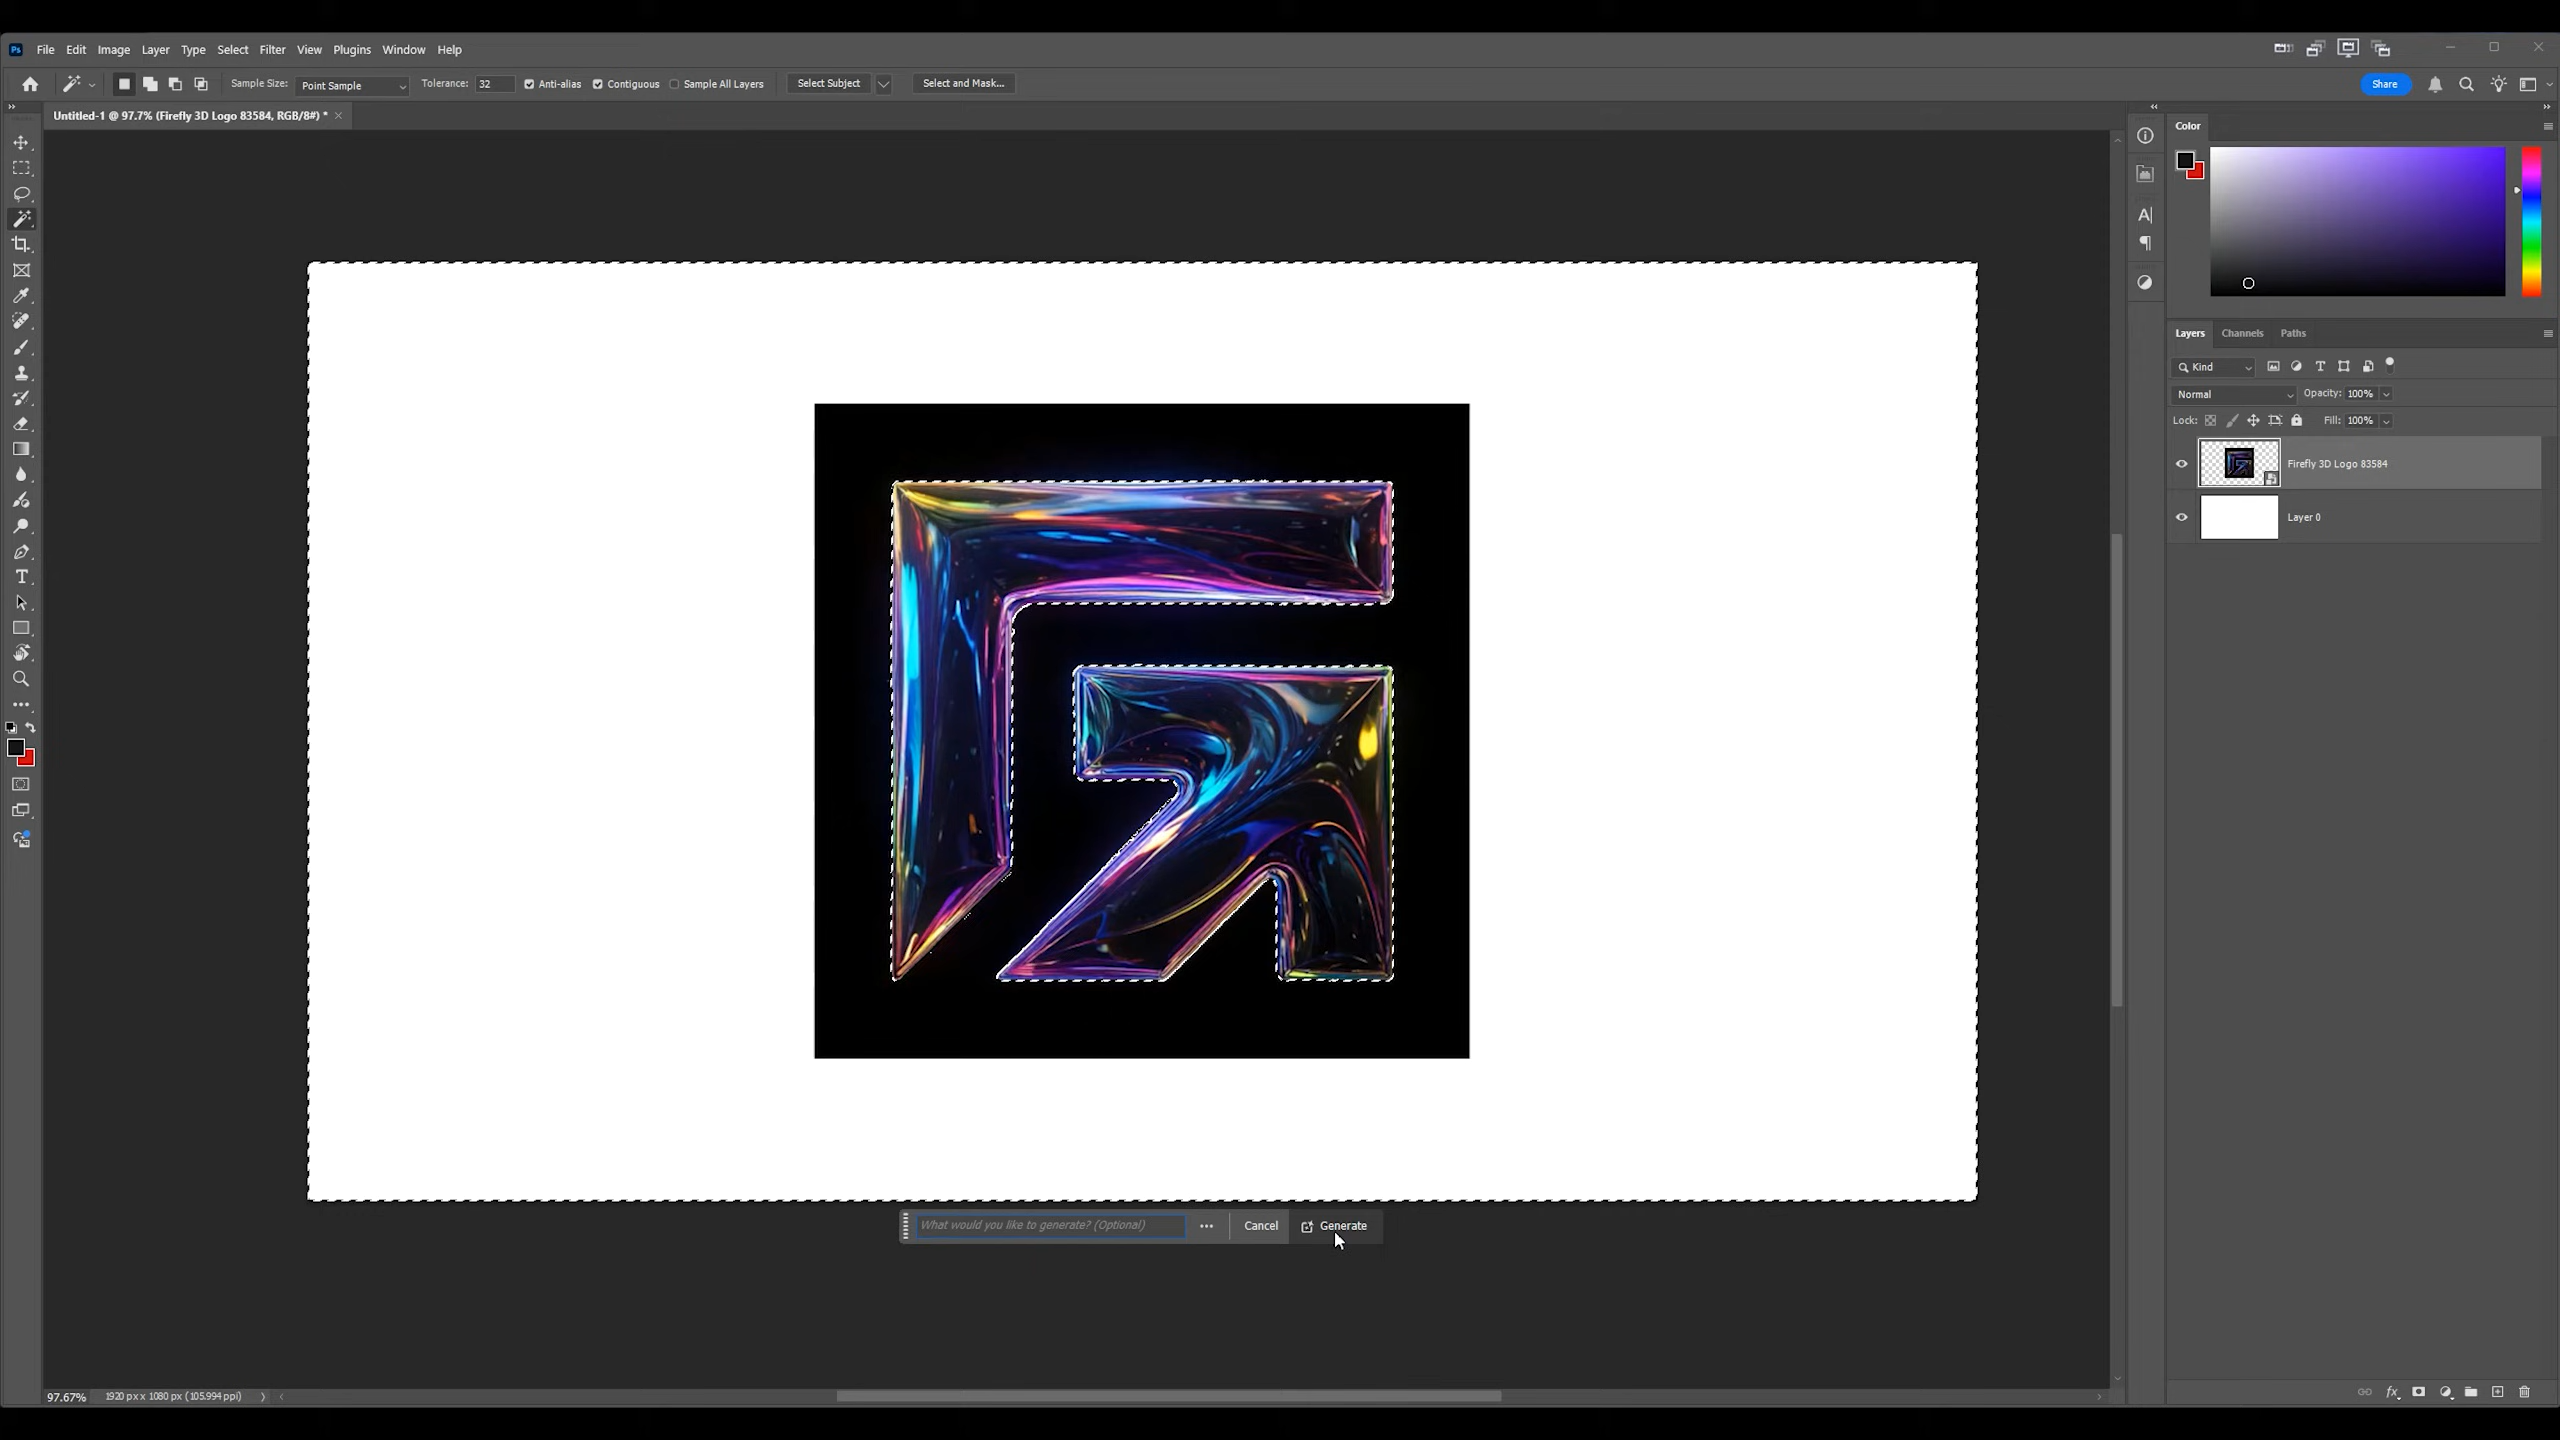 Ps File Edit Image Layer Type Select Filter View Plugins Window Help
Sample Size: Point Sample Tolerance: 32 Anti-alias Contiguous Sample All Layers Select Subject Select and Mask... Share
Untitled-1 @ 97.7% (Firefly 3D Logo 83584, RGB/8#) * ×
Color
Layers Channels Paths
Kind
Normal Opacity: 100%
Lock: Fill: 100%
Firefly 3D Logo 83584
Layer 0
What would you like to generate? (Optional) ... Cancel Generate
97.67% 1920 px x 1080 px (105.994 ppi)
fx